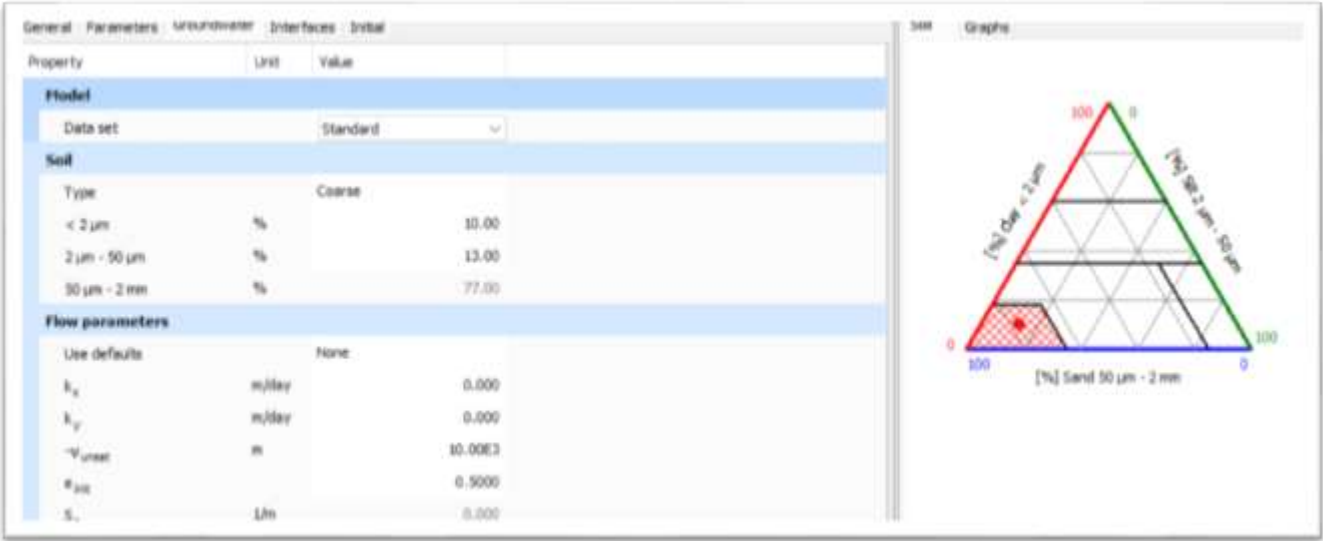 General Parameters Groundwater Interfaces Initial
Property Unit Value
Model
Data set Standard
Soil
Type Coarse
< 2 µm % 10.00
2 µm - 50 µm % 13.00
50 µm - 2 mm % 77.00
Flow parameters
Use defaults None
kx m/day 0.000
ky m/day 0.000
-ψunsat m 10.00E3
einit 0.5000
Ss 1/m 0.000
Soil Graphs
100 0
[%] Clay < 2 µm
[%] Silt 2 µm - 50 µm
0 100
100 0
[%] Sand 50 µm - 2 mm